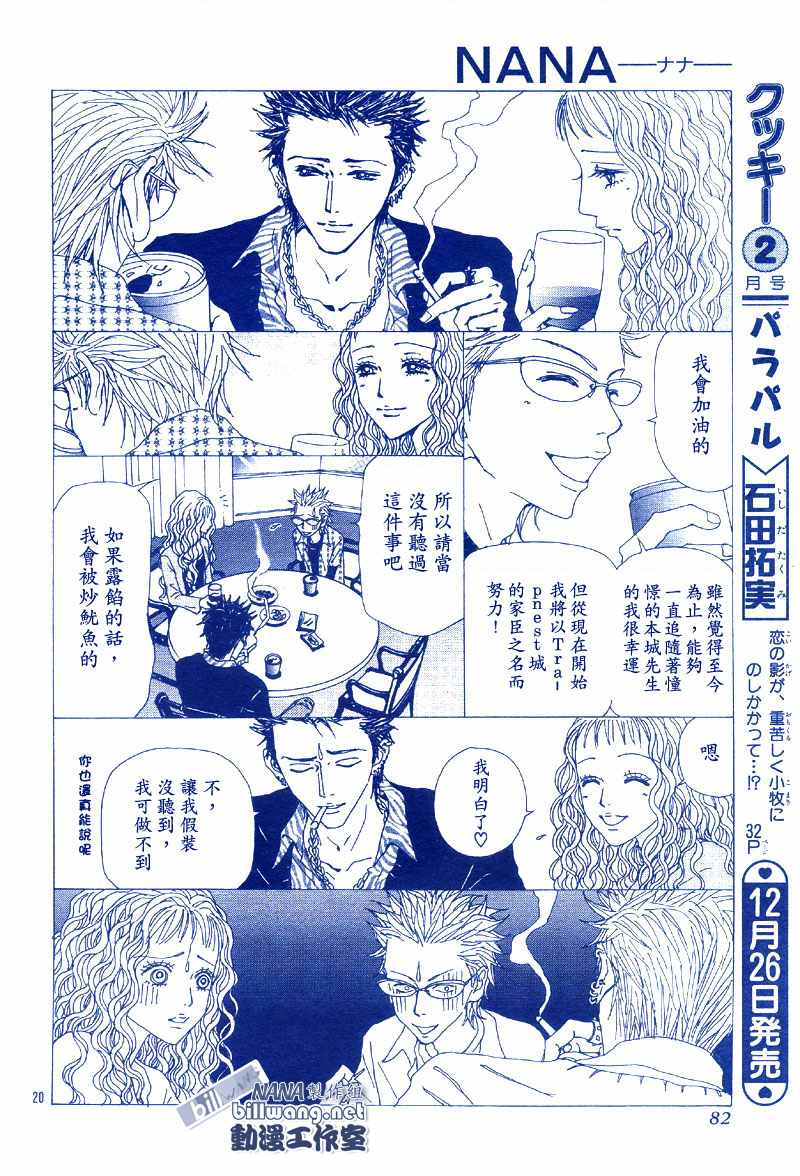 NANA
ナナ
クッキー
2
月号
パラパル
石田拓実
いしだたくみ
恋の影が、重苦しく小牧に
のしかかって…!?
32P
12月26日発売
我會加油的
雖然覺得至今
為止，能夠
一直追隨著憧
憬的本城先生
的我很幸運
但從現在開始
我將以Tra-
pnest城
的家臣之名而
努力！
所以請當
沒有聽過
這件事吧
如果露餡的話，
我會被炒魷魚的
嗯
我明白了♡
不，
讓我假裝
沒聽到，
我可做不到
你也還真能說呢
20
82
NANA製作組
billwang.net
動漫工作室